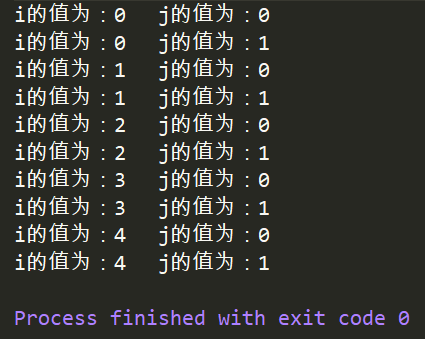 i的值为：0  j的值为：0
i的值为：0  j的值为：1
i的值为：1  j的值为：0
i的值为：1  j的值为：1
i的值为：2  j的值为：0
i的值为：2  j的值为：1
i的值为：3  j的值为：0
i的值为：3  j的值为：1
i的值为：4  j的值为：0
i的值为：4  j的值为：1
Process finished with exit code 0